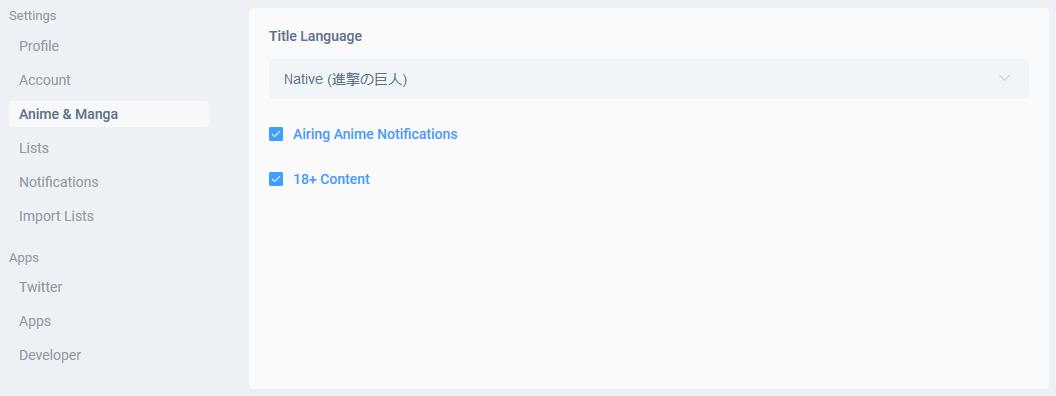 Settings
Profile
Account
Anime & Manga
Lists
Notifications
Import Lists
Apps
Twitter
Apps
Developer
Title Language
Native (進撃の巨人)
Airing Anime Notifications
18+ Content